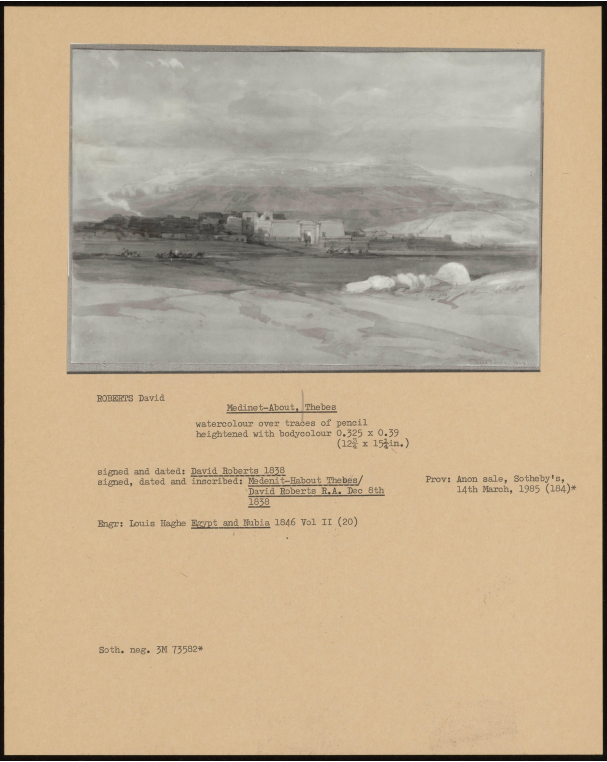 ROBERTS David
Medinet-About, Thebes
watercolour over traces of pencil
heightened with bodycolour 0.325 x 0.39
(12¾ x 15¼in.)
signed and dated: David Roberts 1838
signed, dated and inscribed: Medenit-Habout Thebes/
David Roberts R.A. Dec 8th
1838
Prov: Anon sale, Sotheby's,
14th March, 1985 (184)*
Engr: Louis Haghe Egypt and Nubia 1846 Vol II (20)
Soth. neg. 3M 73582*